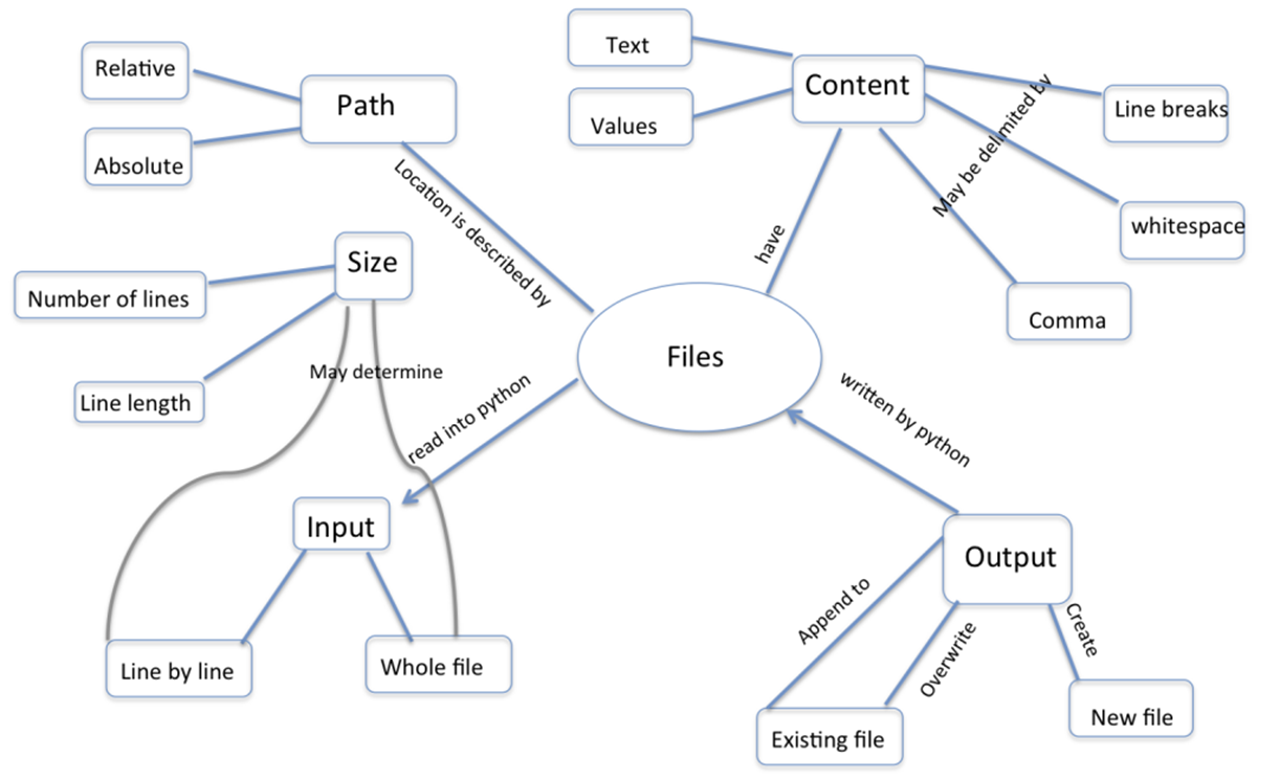 Text
Relative
Path
Content
Values
Line breaks
Absolute
Location is described by
May be delimited by
have
whitespace
Size
Number of lines
Comma
Files
May determine
Line length
read into python
written by python
Input
Output
Append to
Overwrite
Create
Line by line
Whole file
Existing file
New file